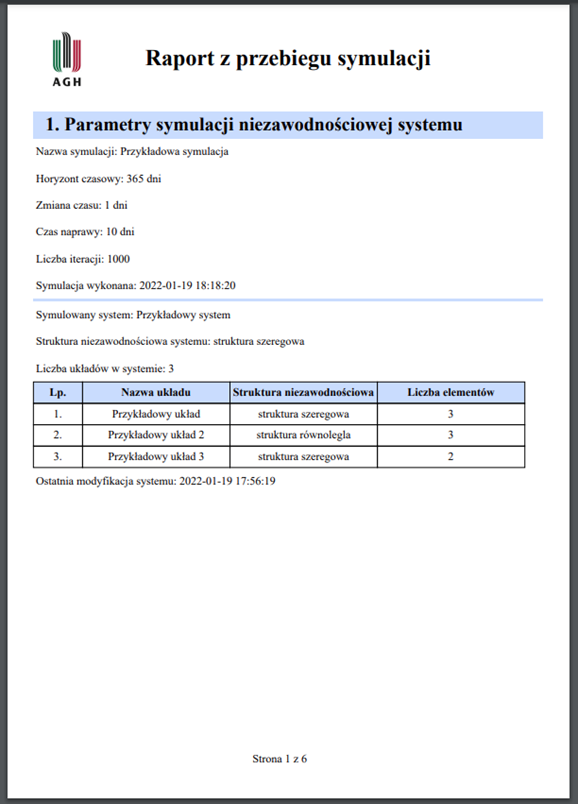 AGH
Raport z przebiegu symulacji
1. Parametry symulacji niezawodnościowej systemu
Nazwa symulacji: Przykładowa symulacja
Horyzont czasowy: 365 dni
Zmiana czasu: 1 dni
Czas naprawy: 10 dni
Liczba iteracji: 1000
Symulacja wykonana: 2022-01-19 18:18:20
Symulowany system: Przykładowy system
Struktura niezawodnościowa systemu: struktura szeregowa
Liczba układów w systemie: 3
Lp. Nazwa układu Struktura niezawodnościowa Liczba elementów
1. Przykładowy układ struktura szeregowa 3
2. Przykładowy układ 2 struktura równoległa 3
3. Przykładowy układ 3 struktura szeregowa 2
Ostatnia modyfikacja systemu: 2022-01-19 17:56:19
Strona 1 z 6